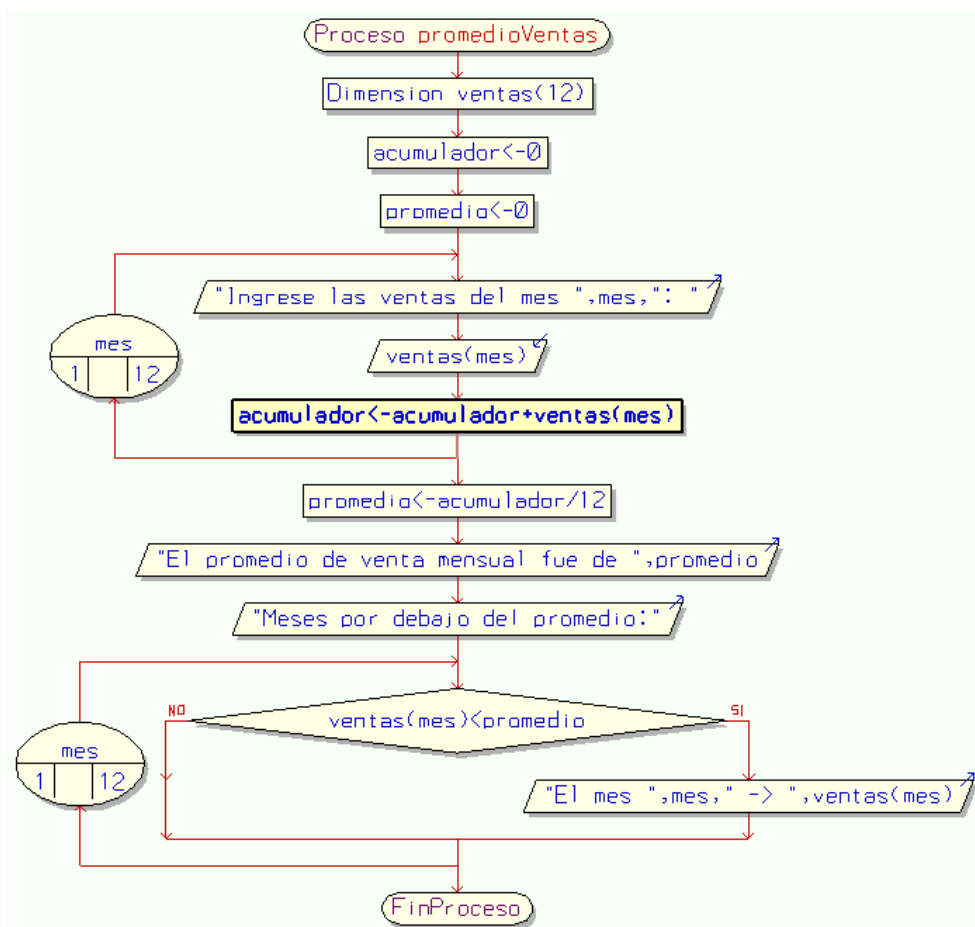 Proceso promedioVentas
Dimension ventas(12)
acumulador<-0
promedio<-0
"Ingrese las ventas del mes ",mes,": "
mes
1 12
ventas(mes)
acumulador<-acumulador+ventas(mes)
promedio<-acumulador/12
"El promedio de venta mensual fue de ",promedio
"Meses por debajo del promedio:"
NO
SI
ventas(mes)<promedio
mes
1 12
"El mes ",mes," -> ",ventas(mes)
FinProceso